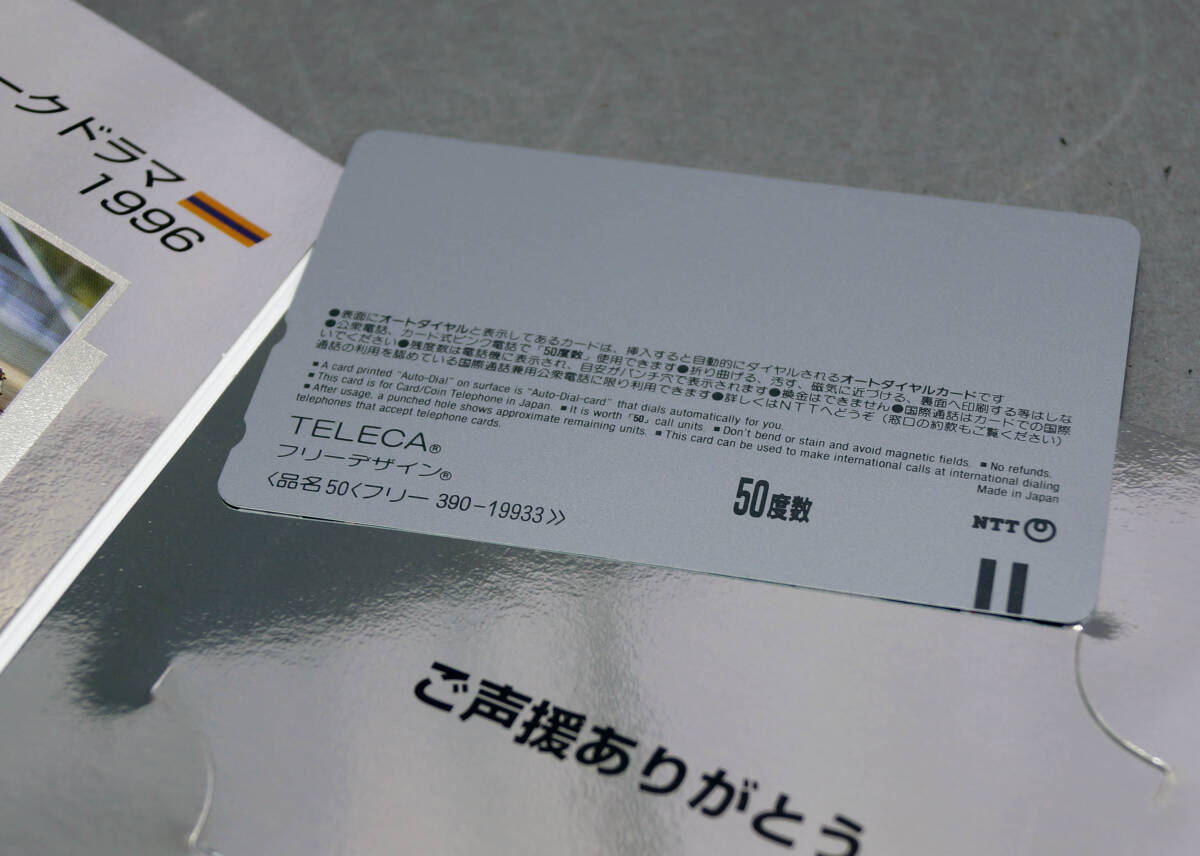 ークドラマ
1996
●表面にオートダイヤルと表示してあるカードは、挿入すると自動的にダイヤルされるオートダイヤルカードです
●公衆電話、カード式ピンク電話で「50度数」使用できます●折り曲げる、汚す、磁気に近づける、裏面へ印刷する等はしな
いでください●残度数は電話機に表示され、目安がパンチ穴で表示されます●換金はできません●国際通話はカードでの国際
通話の利用を認めている国際通話兼用公衆電話に限り利用できます●詳しくはNTTへどうぞ（窓口の約款もご覧ください）
■ A card printed "Auto-Dial" on surface is "Auto-Dial-card" that dials automatically for you.
■ This card is for Card/Coin Telephone in Japan. ■ It is worth "50" call units. ■ Don't bend or stain and avoid magnetic fields. ■ No refunds.
■ After usage, a punched hole shows approximate remaining units. ■ This card can be used to make international calls at international dialing
telephones that accept telephone cards.
Made in Japan
TELECA®
フリーデザイン®
〈品名50〈フリー 390-19933》
50度数
NTT
ご声援ありがとう